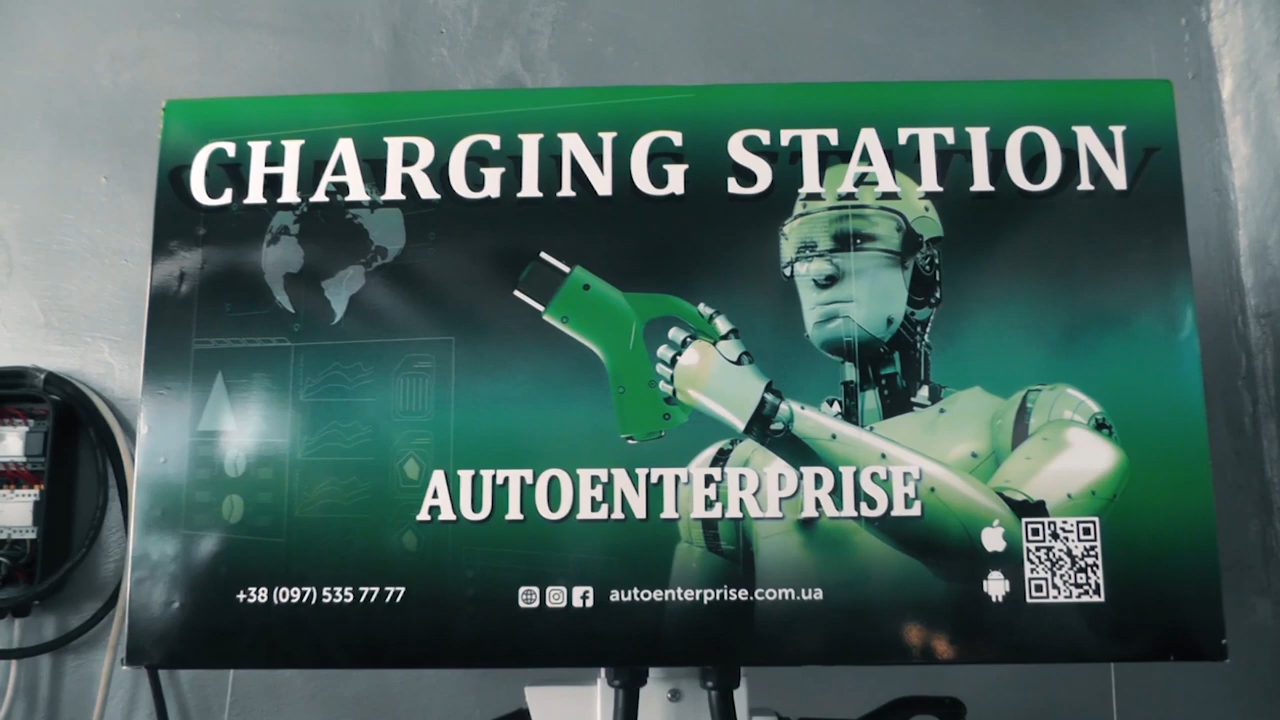 CHARGING STATION
AUTOENTERPRISE
+38 (097) 535 77 77
autoenterprise.com.ua